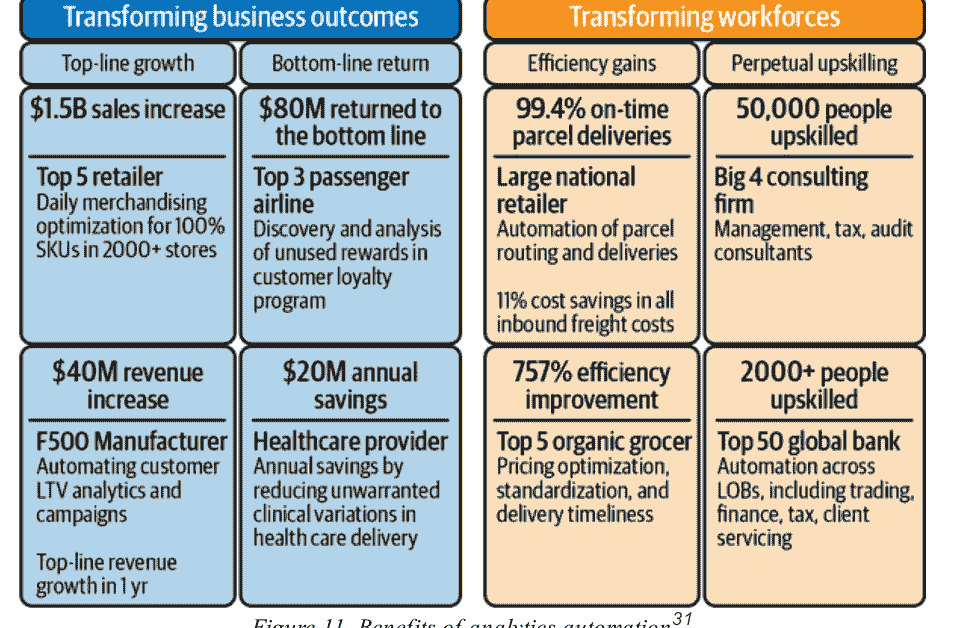 Transforming business outcomes
Top-line growth
Bottom-line return
$1.5B sales increase
Top 5 retailer
Daily merchandising
optimization for 100%
SKUs in 2000+ stores
$80M returned to
the bottom line
Top 3 passenger
airline
Discovery and analysis
of unused rewards in
customer loyalty
program
$40M revenue
increase
F500 Manufacturer
Automating customer
LTV analytics and
campaigns
Top-line revenue
growth in 1 yr
$20M annual
savings
Healthcare provider
Annual savings by
reducing unwarranted
clinical variations in
health care delivery
Transforming workforces
Efficiency gains
Perpetual upskilling
99.4% on-time
parcel deliveries
Large national
retailer
Automation of parcel
routing and deliveries
11% cost savings in all
inbound freight costs
50,000 people
upskilled
Big 4 consulting
firm
Management, tax, audit
consultants
757% efficiency
improvement
Top 5 organic grocer
Pricing optimization,
standardization, and
delivery timeliness
2000+ people
upskilled
Top 50 global bank
Automation across
LOBs, including trading,
finance, tax, client
servicing
Figure 11. Benefits of analytics automation31